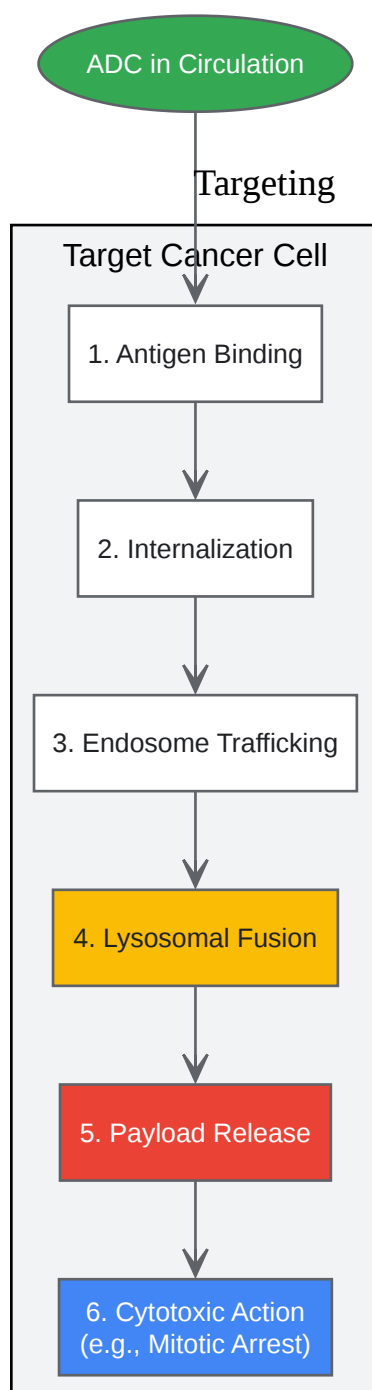 ADC in Circulation
Targeting
Target Cancer Cell
1. Antigen Binding
2. Internalization
3. Endosome Trafficking
4. Lysosomal Fusion
5. Payload Release
6. Cytotoxic Action
(e.g., Mitotic Arrest)